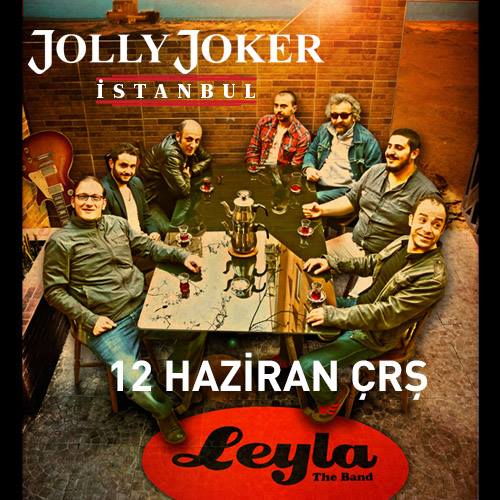 JOLLY JOKER
İSTANBUL
12 HAZİRAN ÇRŞ
Leyla
The Band